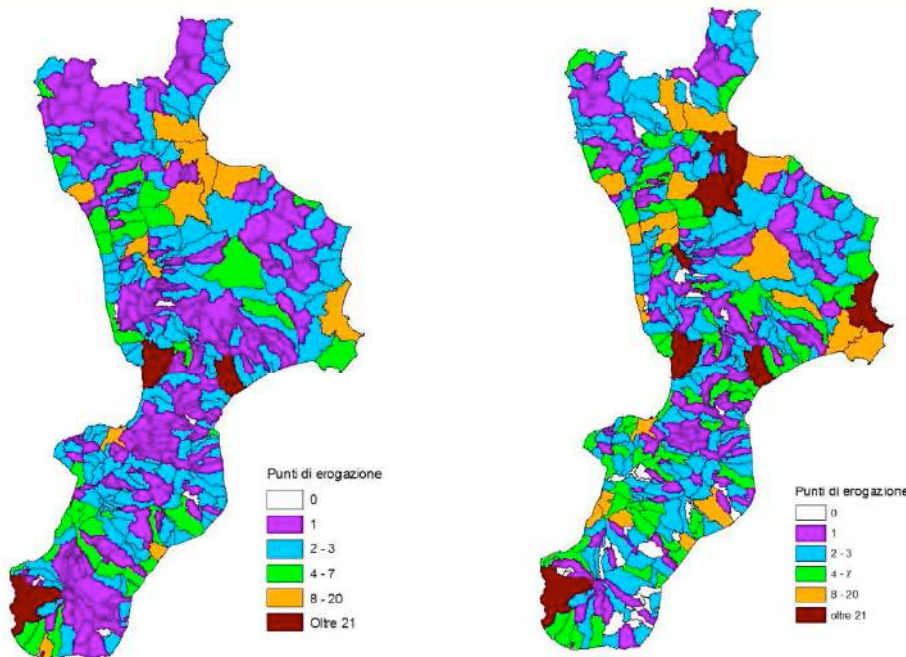 Punti di erogazione
0
1
2 - 3
4 - 7
8 - 20
Oltre 21
Punti di erogazione
0
1
2 - 3
4 - 7
8 - 20
oltre 21